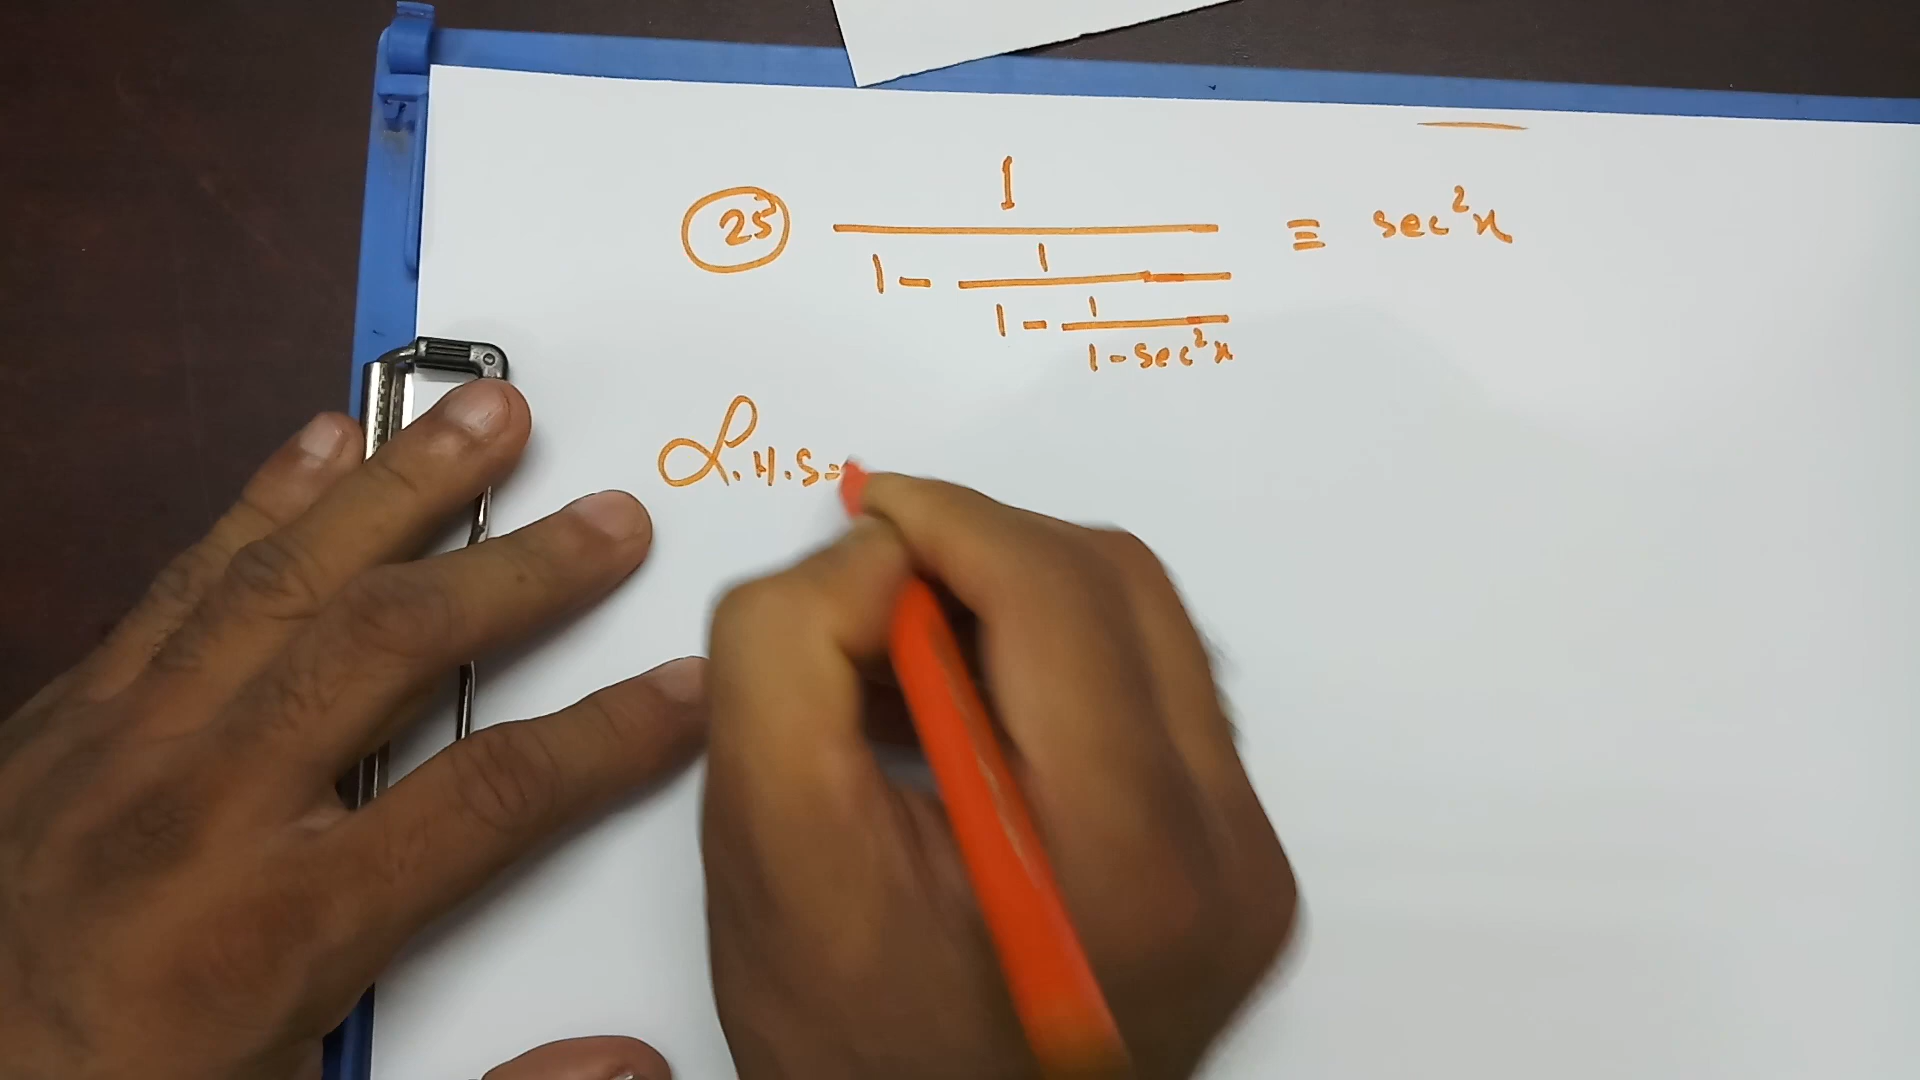 25 1 / (1 - 1 / (1 - 1 / (1 - sec²x))) ≡ sec²x
L.H.S =